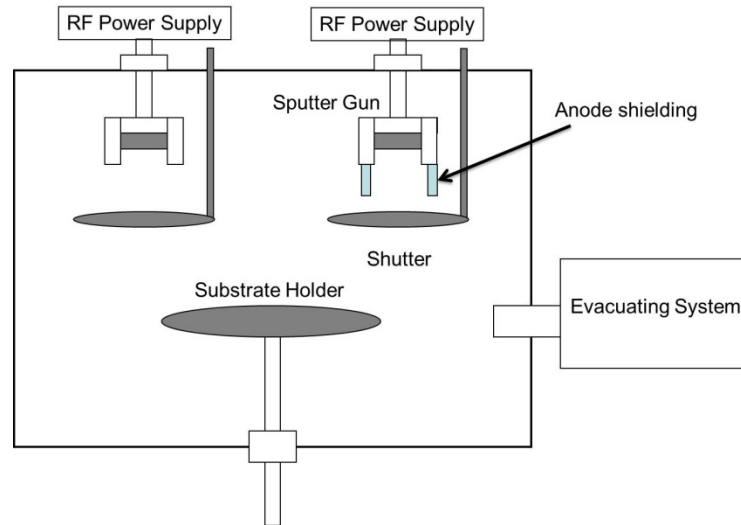 RF Power Supply
RF Power Supply
Sputter Gun
Anode shielding
Shutter
Substrate Holder
Evacuating System